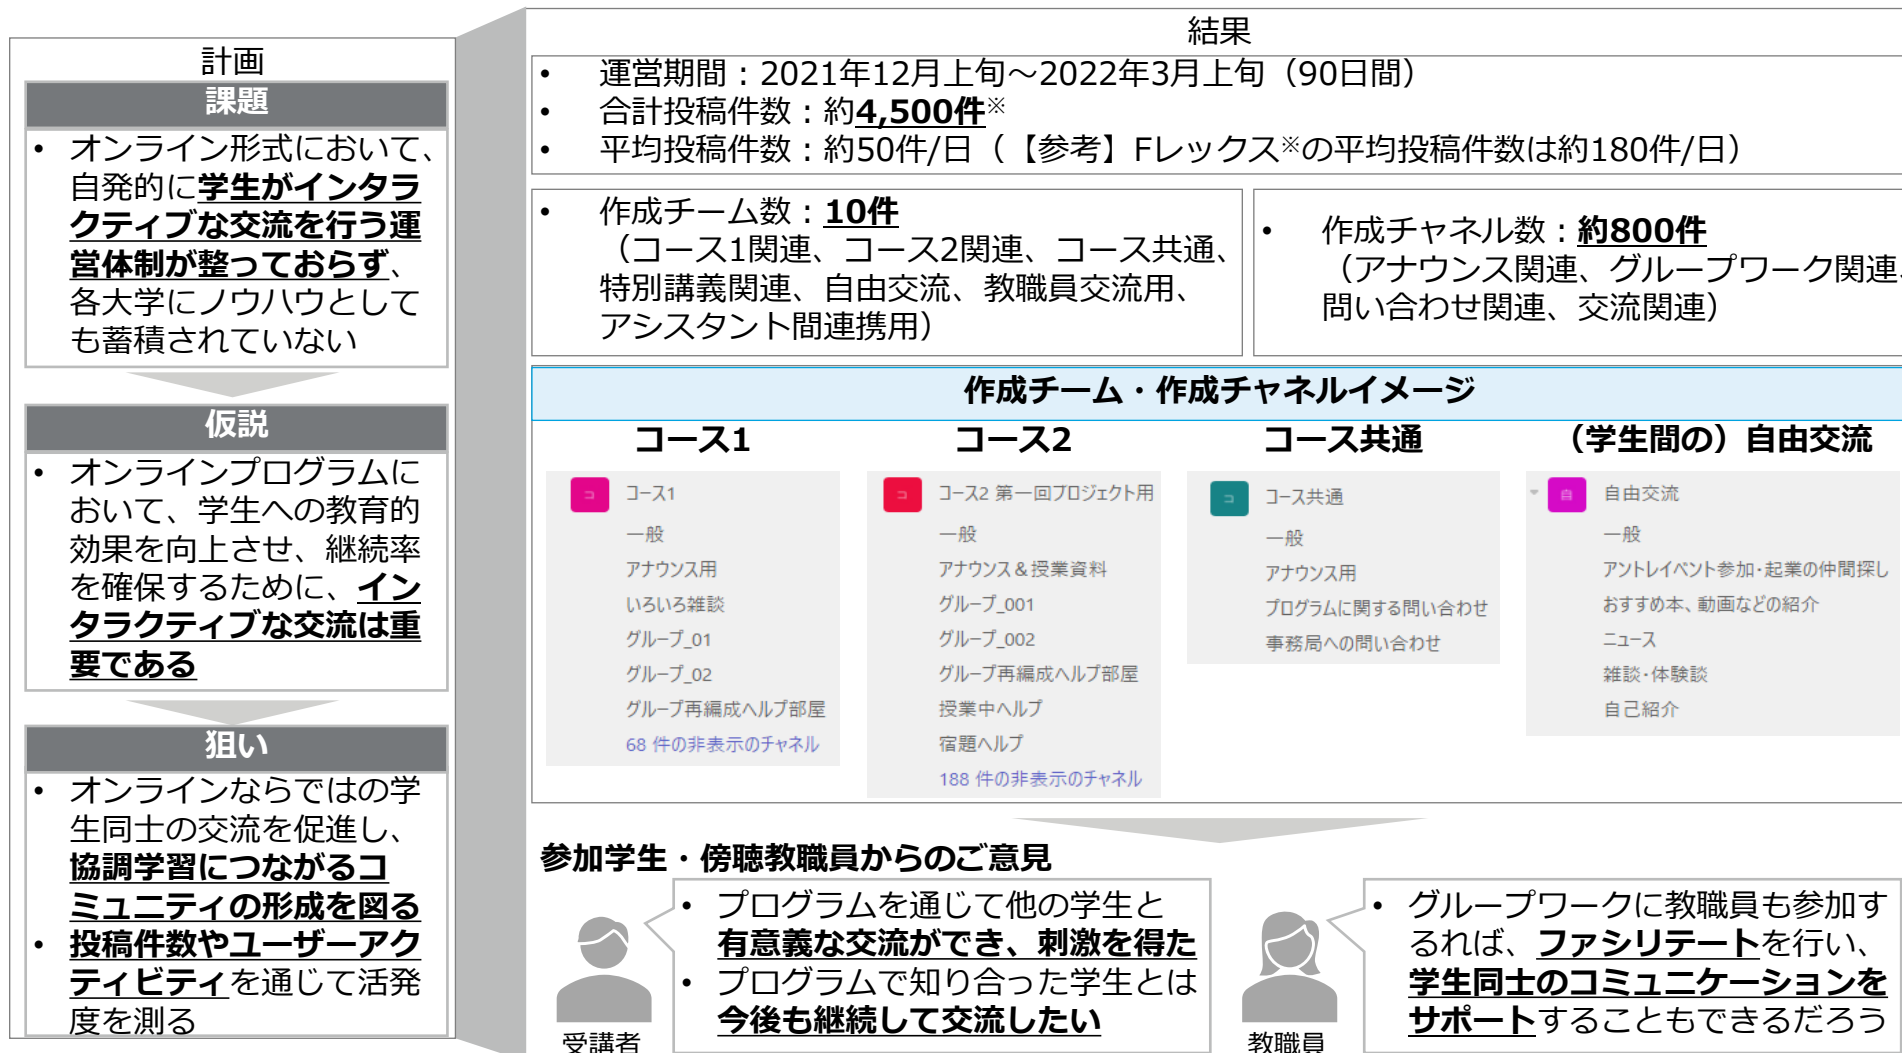 計画
課題
• オンライン形式において、
自発的に学生がインタラ
クティブな交流を行う運
営体制が整っておらず、
各大学にノウハウとして
も蓄積されていない
仮説
• オンラインプログラムに
おいて、学生への教育的
効果を向上させ、継続率
を確保するために、イン
タラクティブな交流は重
要である
狙い
• オンラインならではの学
生同士の交流を促進し、
協調学習につながるコ
ミュニティの形成を図る
• 投稿件数やユーザーアク
ティビティを通じて活発
度を測る
結果
• 運営期間：2021年12月上旬～2022年3月上旬（90日間）
• 合計投稿件数：約4,500件※
• 平均投稿件数：約50件/日（【参考】Fレックス※の平均投稿件数は約180件/日）
• 作成チーム数：10件
（コース1関連、コース2関連、コース共通、
特別講義関連、自由交流、教職員交流用、
アシスタント間連携用）
• 作成チャネル数：約800件
（アナウンス関連、グループワーク関連、
問い合わせ関連、交流関連）
作成チーム・作成チャネルイメージ
コース1
コ コース1
一般
アナウンス用
いろいろ雑談
グループ_01
グループ_02
グループ再編成ヘルプ部屋
68 件の非表示のチャネル
コース2
コ コース2 第一回プロジェクト用
一般
アナウンス＆授業資料
グループ_001
グループ_002
グループ再編成ヘルプ部屋
授業中ヘルプ
宿題ヘルプ
188 件の非表示のチャネル
コース共通
コ コース共通
一般
アナウンス用
プログラムに関する問い合わせ
事務局への問い合わせ
（学生間の）自由交流
自 自由交流
一般
アントレイベント参加・起業の仲間探し
おすすめ本、動画などの紹介
ニュース
雑談・体験談
自己紹介
参加学生・傍聴教職員からのご意見
• プログラムを通じて他の学生と
有意義な交流ができ、刺激を得た
• プログラムで知り合った学生とは
今後も継続して交流したい
受講者
• グループワークに教職員も参加す
るれば、ファシリテートを行い、
学生同士のコミュニケーションを
サポートすることもできるだろう
教職員